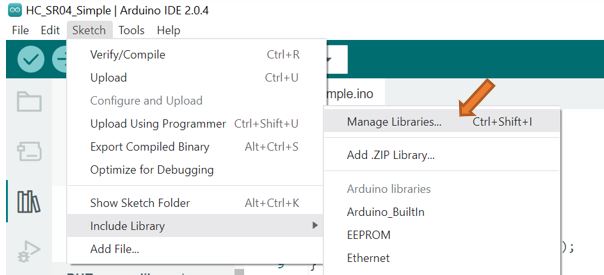 HC_SR04_Simple | Arduino IDE 2.0.4
File Edit Sketch Tools Help
Verify/Compile Ctrl+R
Upload Ctrl+U
Configure and Upload
mple.ino
Upload Using Programmer Ctrl+Shift+U
Manage Libraries... Ctrl+Shift+I
Export Compiled Binary Alt+Ctrl+S
Add .ZIP Library...
Optimize for Debugging
Arduino libraries
Show Sketch Folder Alt+Ctrl+K
Arduino_BuiltIn
Include Library
EEPROM
);
Add File...
Ethernet
9 }